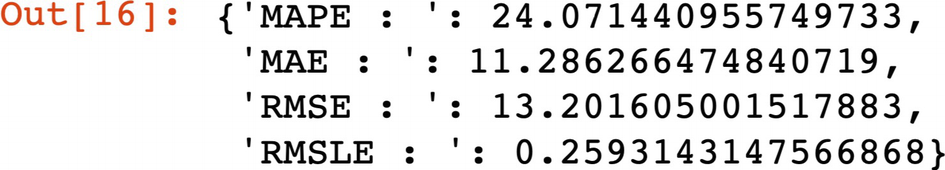 Out[16]: {'MAPE : ': 24.071440955749733,
'MAE : ': 11.286266474840719,
'RMSE : ': 13.201605001517883,
'RMSLE : ': 0.2593143147566868}